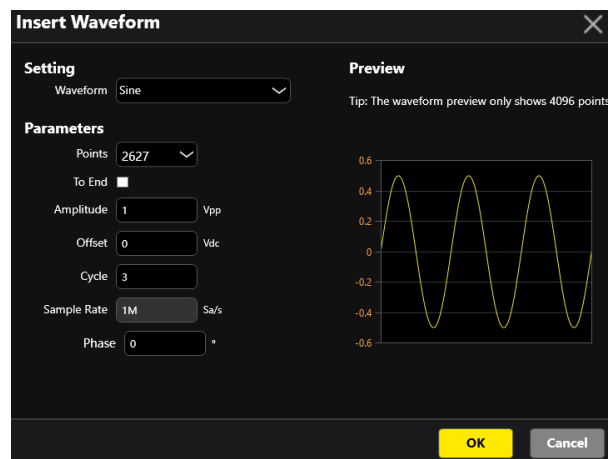 Insert Waveform
Setting
Waveform Sine
Parameters
Points 2627
To End
Amplitude 1 Vpp
Offset 0 Vdc
Cycle 3
Sample Rate 1M Sa/s
Phase 0 °
Preview
Tip: The waveform preview only shows 4096 points
0.6
0.4
0.2
0
-0.2
-0.4
-0.6
OK Cancel